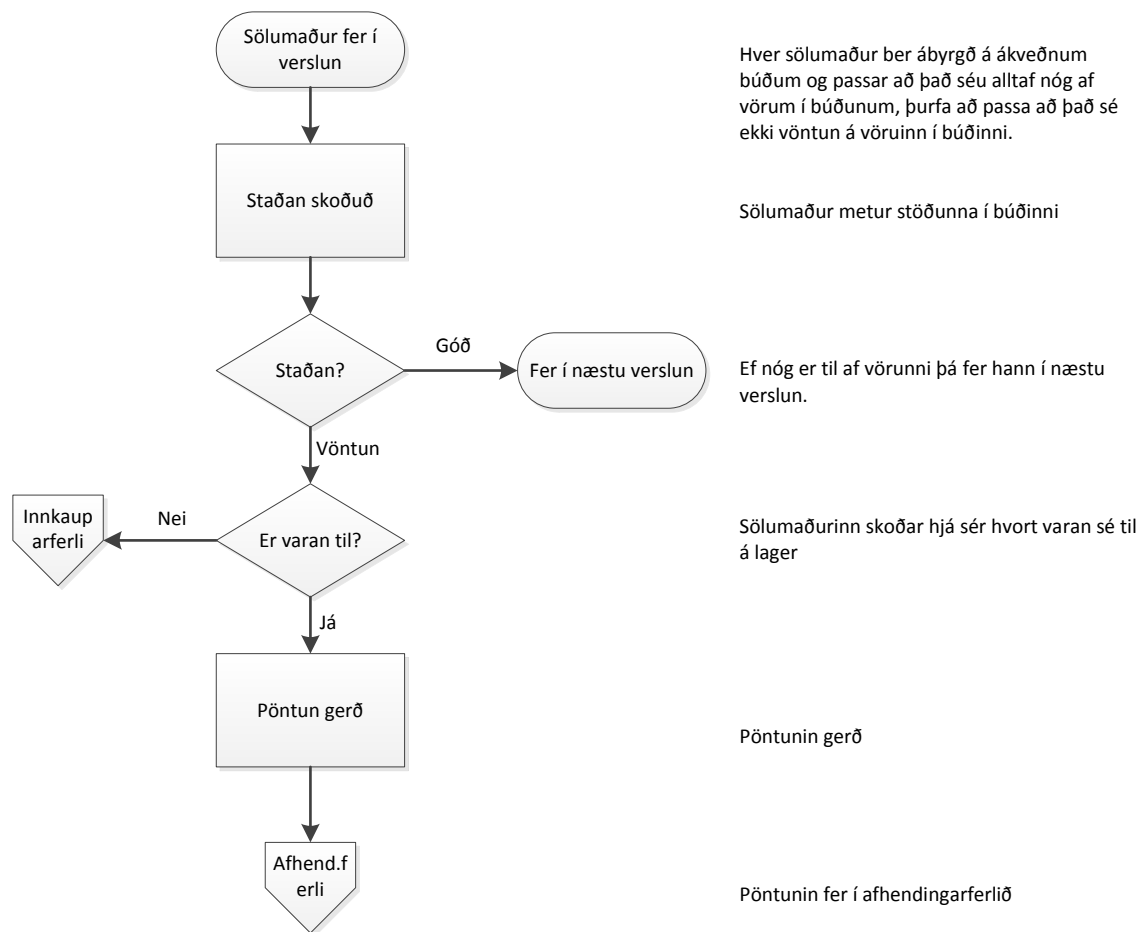 Sölumaður fer í
verslun
Hver sölumaður ber ábyrgð á ákveðnum
búðum og passar að það séu alltaf nóg af
vörum í búðunum, þurfa að passa að það sé
ekki vöntun á vöruinn í búðinni.
Staðan skoðuð
Sölumaður metur stöðunna í búðinni
Staðan?
Góð
Fer í næstu verslun
Ef nóg er til af vörunni þá fer hann í næstu
verslun.
Vöntun
Innkaup
arferli
Nei
Er varan til?
Sölumaðurinn skoðar hjá sér hvort varan sé til
á lager
Já
Pöntun gerð
Pöntunin gerð
Afhend.f
erli
Pöntunin fer í afhendingarferlið